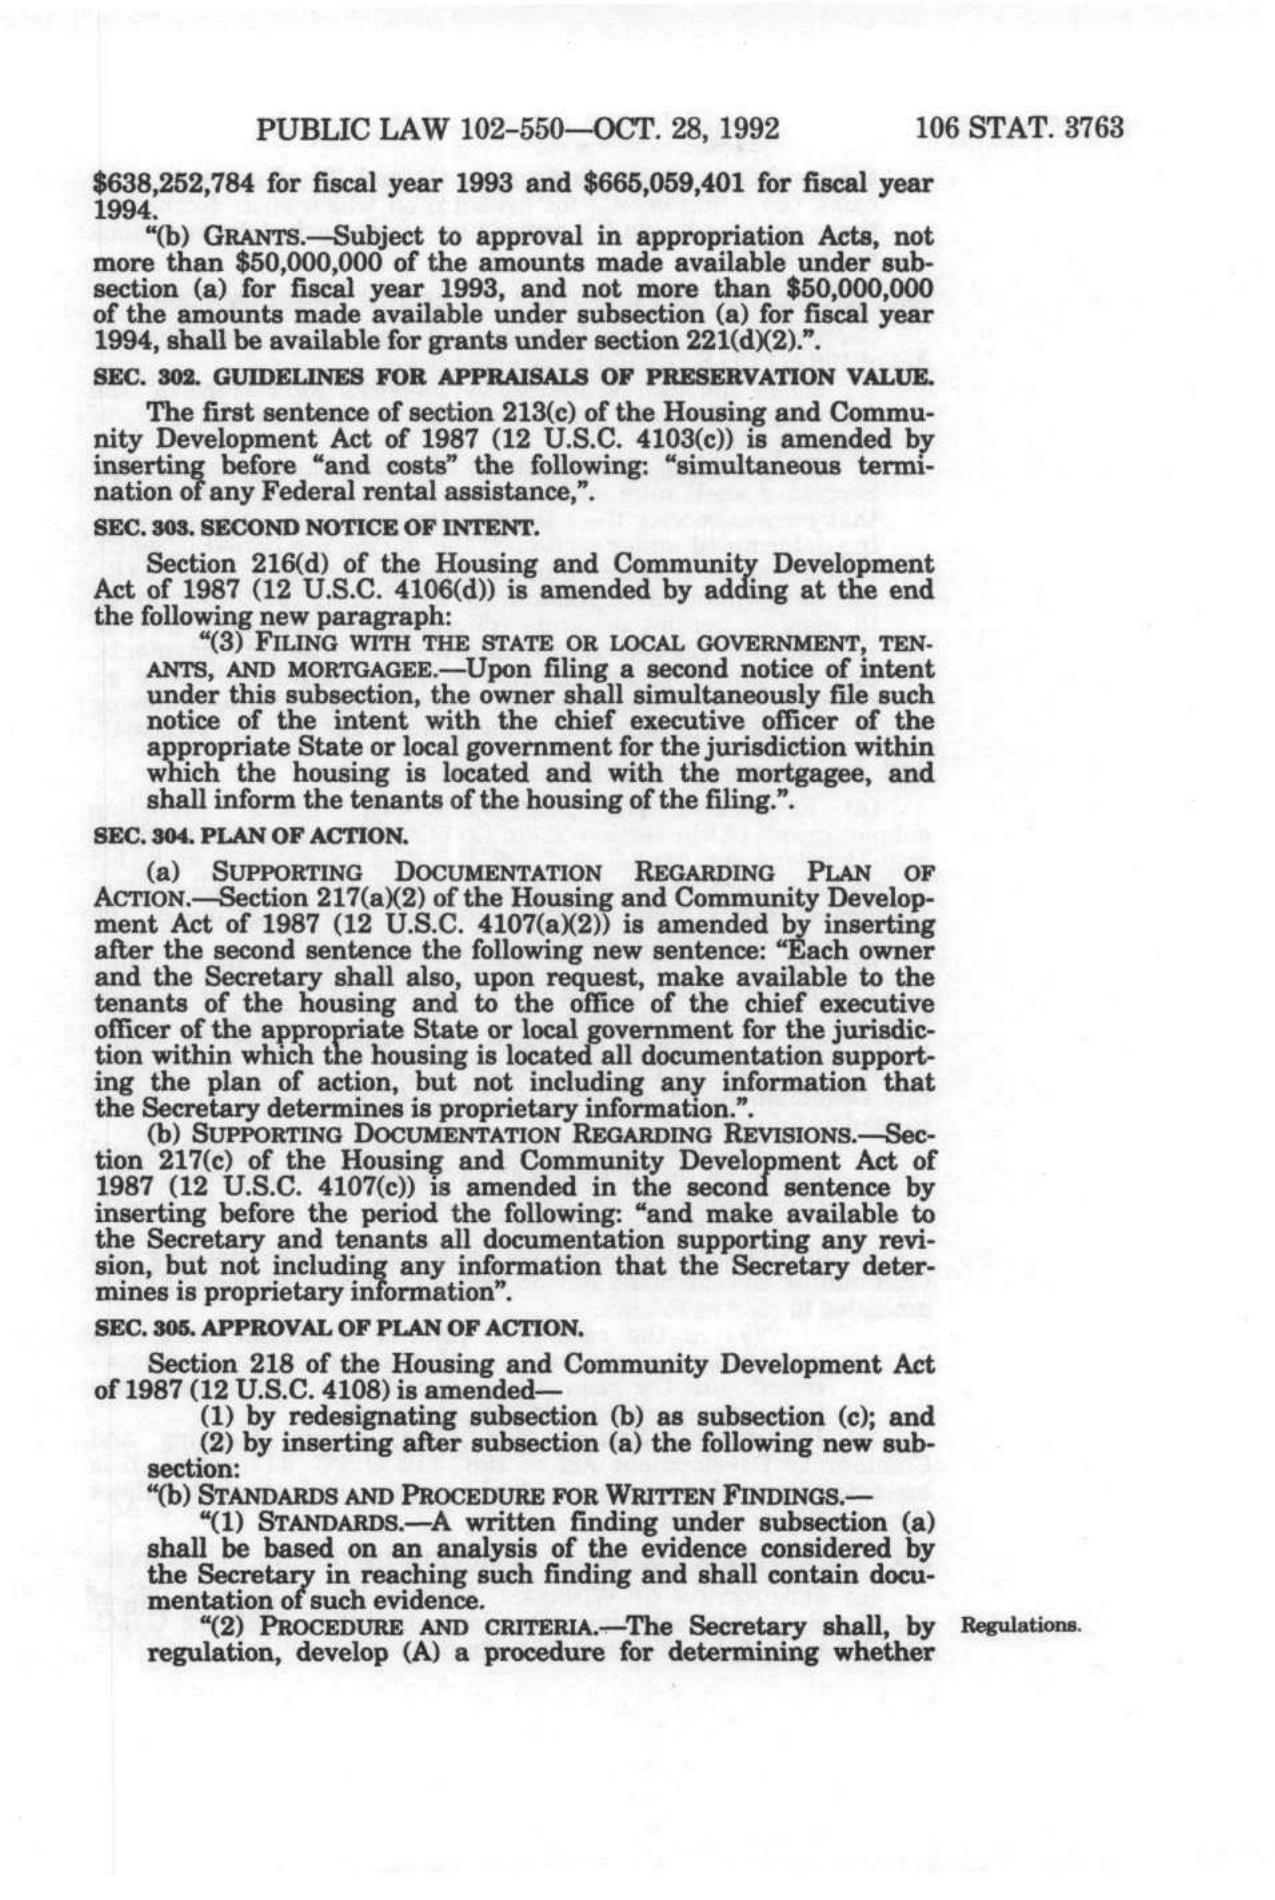 PUBLIC LAW 102-550—OCT. 28, 1992 106 STAT. 3763
$638,252,784 for fiscal year 1993 and $665,059,401 for fiscal year
1994.
“(b) GRANTS.—Subject to approval in appropriation Acts, not
more than $50,000,000 of the amounts made available under sub-
section (a) for fiscal year 1993, and not more than $50,000,000
of the amounts made available under subsection (a) for fiscal year
1994, shall be available for grants under section 221(d)(2).”.
SEC. 302. GUIDELINES FOR APPRAISALS OF PRESERVATION VALUE.
The first sentence of section 213(c) of the Housing and Commu-
nity Development Act of 1987 (12 U.S.C. 4103(c)) is amended by
inserting before “and costs” the following: “simultaneous termi-
nation of any Federal rental assistance,”.
SEC. 303. SECOND NOTICE OF INTENT.
Section 216(d) of the Housing and Community Development
Act of 1987 (12 U.S.C. 4106(d)) is amended by adding at the end
the following new paragraph:
“(3) FILING WITH THE STATE OR LOCAL GOVERNMENT, TEN-
ANTS, AND MORTGAGEE.—Upon filing a second notice of intent
under this subsection, the owner shall simultaneously file such
notice of the intent with the chief executive officer of the
appropriate State or local government for the jurisdiction within
which the housing is located and with the mortgagee, and
shall inform the tenants of the housing of the filing.”.
SEC. 304. PLAN OF ACTION.
(a) SUPPORTING DOCUMENTATION REGARDING PLAN OF
ACTION.—Section 217(a)(2) of the Housing and Community Develop-
ment Act of 1987 (12 U.S.C. 4107(a)(2)) is amended by inserting
after the second sentence the following new sentence: “Each owner
and the Secretary shall also, upon request, make available to the
tenants of the housing and to the office of the chief executive
officer of the appropriate State or local government for the jurisdic-
tion within which the housing is located all documentation support-
ing the plan of action, but not including any information that
the Secretary determines is proprietary information.”.
(b) SUPPORTING DOCUMENTATION REGARDING REVISIONS.—Sec-
tion 217(c) of the Housing and Community Development Act of
1987 (12 U.S.C. 4107(c)) is amended in the second sentence by
inserting before the period the following: “and make available to
the Secretary and tenants all documentation supporting any revi-
sion, but not including any information that the Secretary deter-
mines is proprietary information”.
SEC. 305. APPROVAL OF PLAN OF ACTION.
Section 218 of the Housing and Community Development Act
of 1987 (12 U.S.C. 4108) is amended—
(1) by redesignating subsection (b) as subsection (c); and
(2) by inserting after subsection (a) the following new sub-
section:
“(b) STANDARDS AND PROCEDURE FOR WRITTEN FINDINGS.—
“(1) STANDARDS.—A written finding under subsection (a)
shall be based on an analysis of the evidence considered by
the Secretary in reaching such finding and shall contain docu-
mentation of such evidence.
“(2) PROCEDURE AND CRITERIA.—The Secretary shall, by Regulations.
regulation, develop (A) a procedure for determining whether